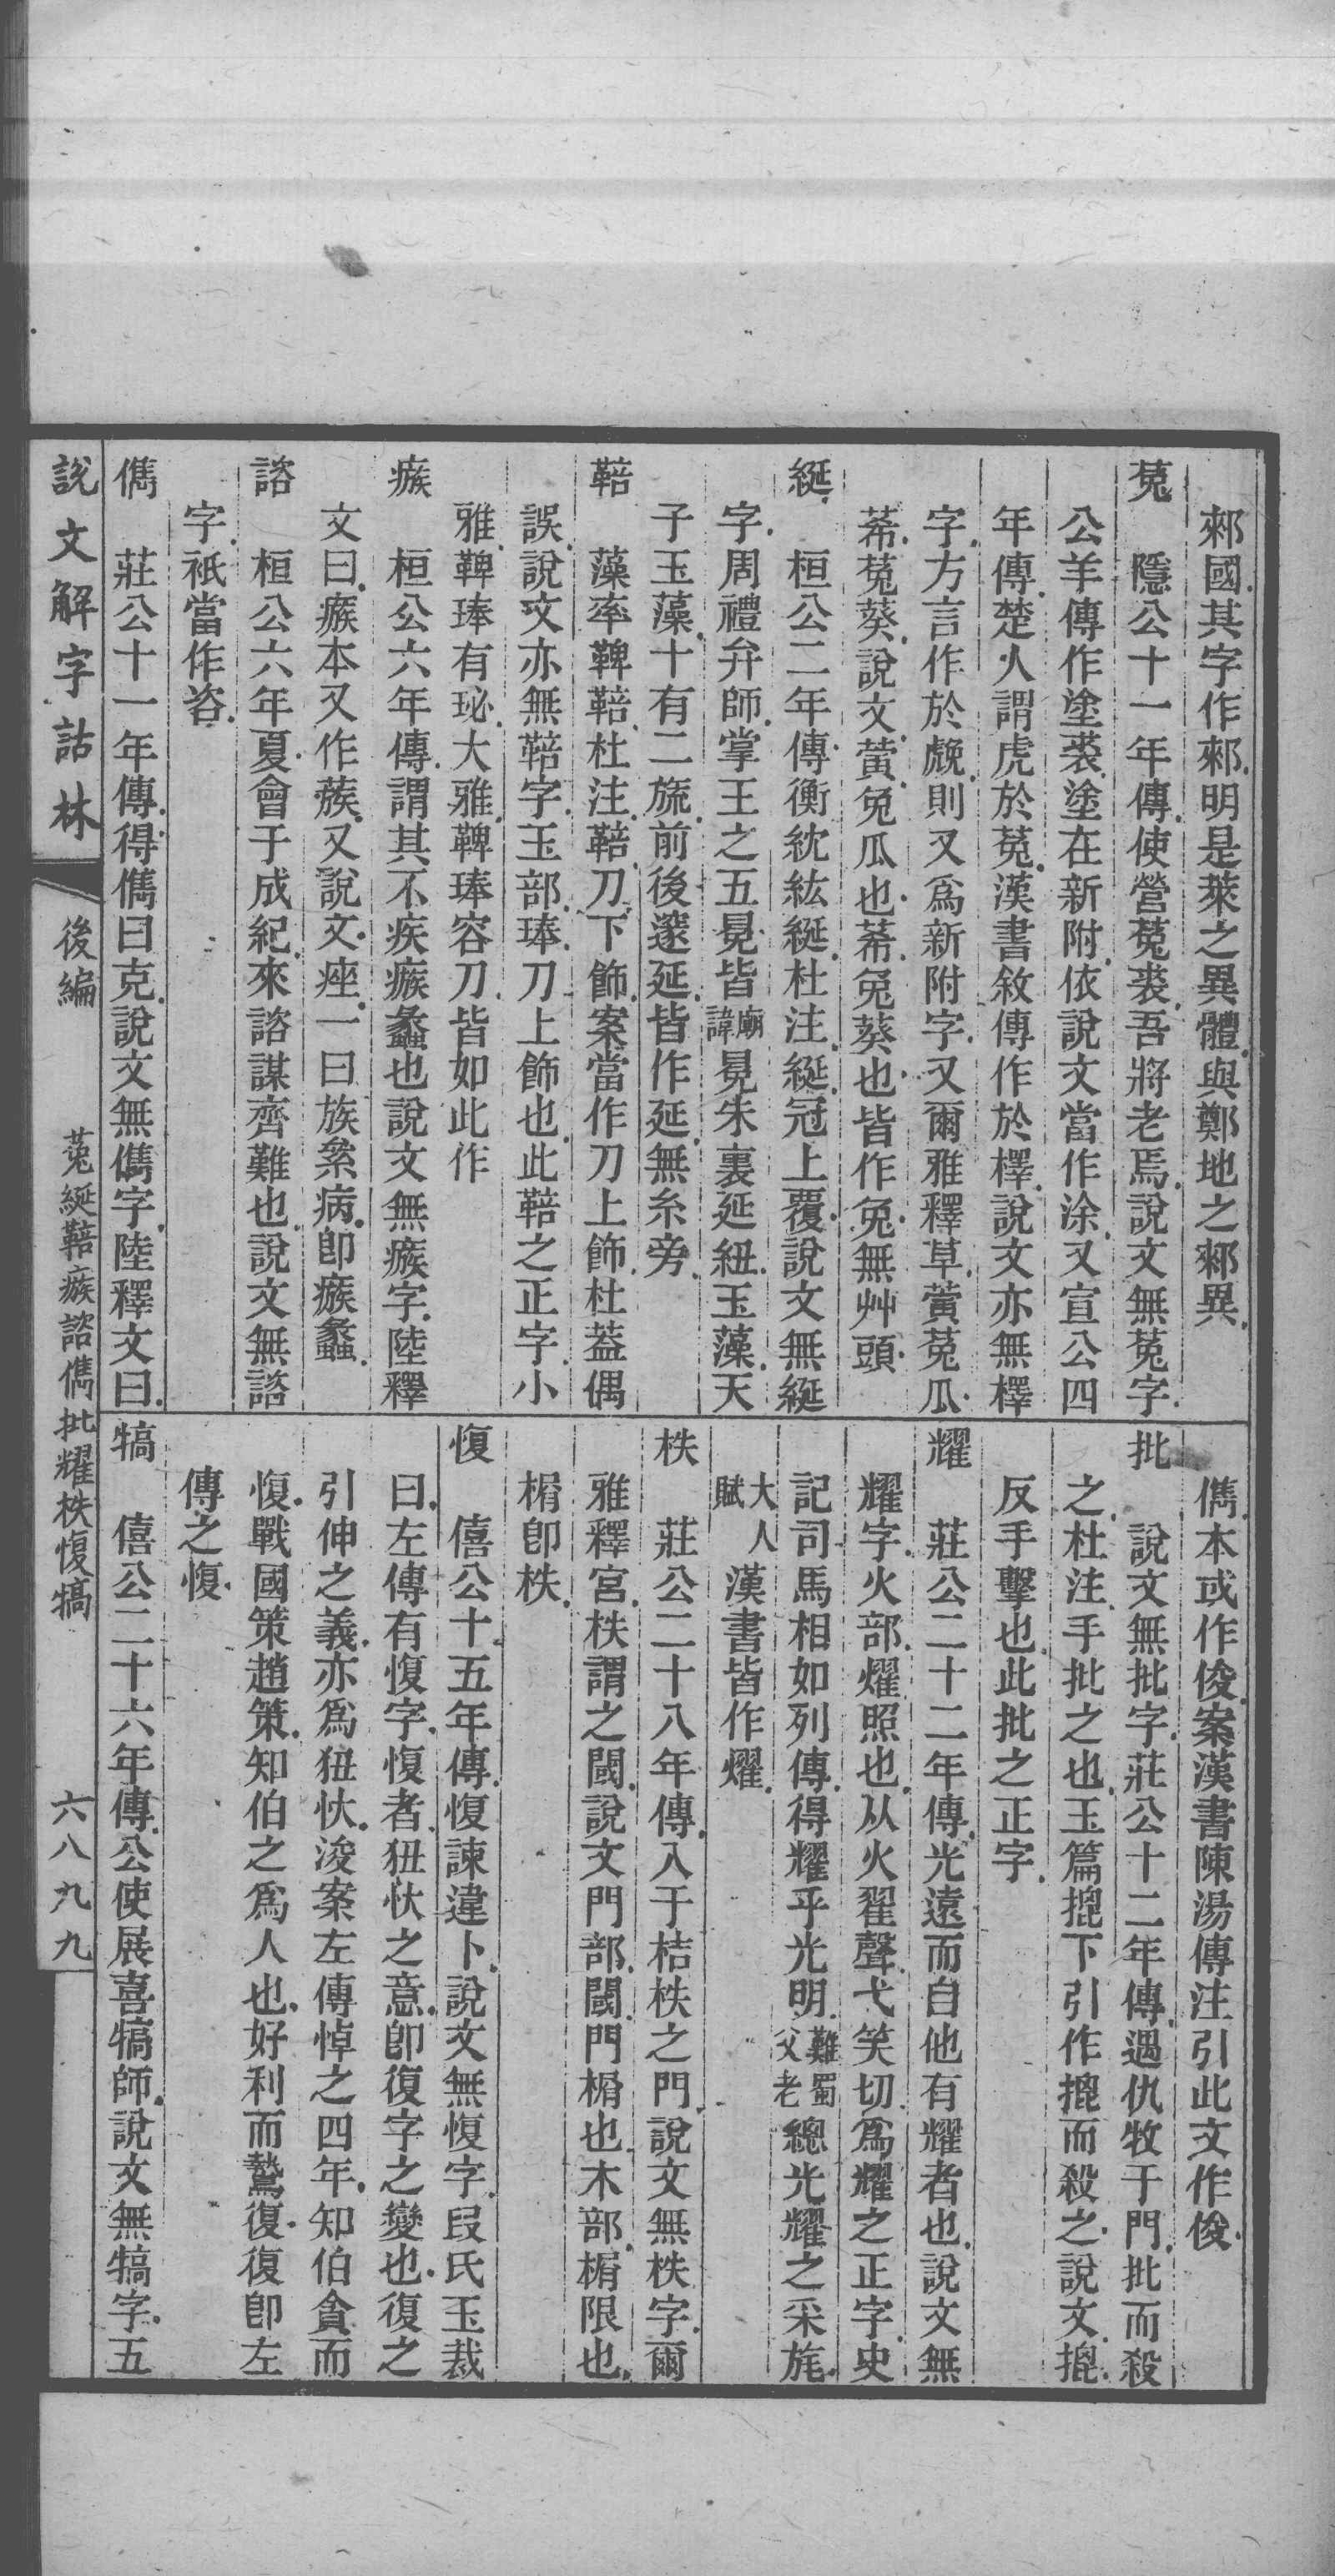 郲國其字作郲明是萊之異體與鄭地之郲異
菟
隱公十一年傳使營菟裘吾將老焉說文無菟字
公羊傳作塗裘塗在新附依說文當作涂又宣公四
年傳楚人謂虎於菟漢書敘傳作於檡說文亦無檡
字方言作於䖘則又爲新附字又爾雅釋草黃菟瓜
莃菟葵說文黃兔瓜也莃兔葵也皆作兔無艸頭
綖
桓公二年傳衡紞紘綖杜注綖冠上覆說文無綖
字周禮弁師掌王之五冕皆廟諱冕朱裏延紐玉藻天
子玉藻十有二旒前後邃延皆作延無糸旁
鞛
藻率鞞鞛杜注鞛刀下飾案當作刀上飾杜葢偶
誤說文亦無鞛字玉部琫刀上飾也此鞛之正字小
雅鞞琫有珌大雅鞞琫容刀皆如此作
瘯
桓公六年傳謂其不疾瘯蠡也說文無瘯字陸釋
文曰瘯本又作蔟又說文痤一曰族絫病卽瘯蠡
諮
桓公六年夏會于成紀來諮謀齊難也說文無諮
字衹當作咨
儁
莊公十一年傳得儁曰克說文無儁字陸釋文曰
儁本或作俊案漢書陳湯傳注引此文作俊
批
說文無批字莊公十二年傳遇仇牧于門批而殺
之杜注手批之也玉篇㧗下引作㧗而殺之說文㧗
反手擊也此批之正字
耀
莊公二十二年傳光遠而自他有耀者也說文無
耀字火部燿照也从火翟聲弋笑切爲耀之正字史
記司馬相如列傳得耀乎光明難蜀父老總光耀之采旄
大人賦漢書皆作燿
柣
莊公二十八年傳入于桔柣之門說文無柣字爾
雅釋宮柣謂之閾說文門部閾門榍也木部榍限也
榍卽柣
愎
僖公十五年傳愎諫違卜說文無愎字段氏玉裁
曰左傳有愎字愎者狃忕之意卽復字之變也復之
引伸之義亦爲狃忕浚案左傳悼之四年知伯貪而
愎戰國策趙策知伯之爲人也好利而鷙復復卽左
傳之愎
犒
僖公二十六年傳公使展喜犒師說文無犒字五
說文解字詁林
後編
菟綖鞛瘯諮儁批耀柣愎犒
六八九九